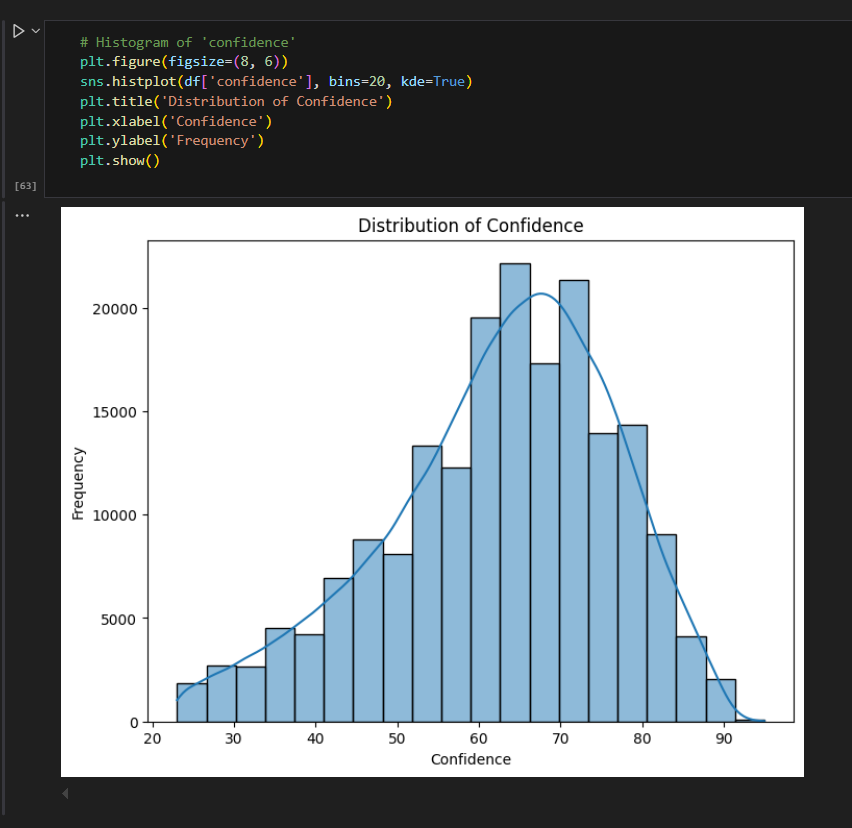 # Histogram of 'confidence'
plt.figure(figsize=(8, 6))
sns.histplot(df['confidence'], bins=20, kde=True)
plt.title('Distribution of Confidence')
plt.xlabel('Confidence')
plt.ylabel('Frequency')
plt.show()
[63]
...
Distribution of Confidence
20000
15000
10000
5000
0
Frequency
20 30 40 50 60 70 80 90
Confidence